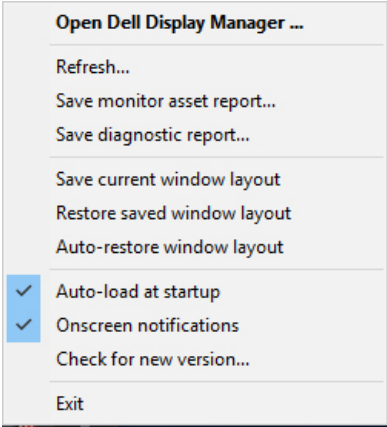 Open Dell Display Manager ...
Refresh...
Save monitor asset report...
Save diagnostic report...
Save current window layout
Restore saved window layout
Auto-restore window layout
Auto-load at startup
Onscreen notifications
Check for new version...
Exit